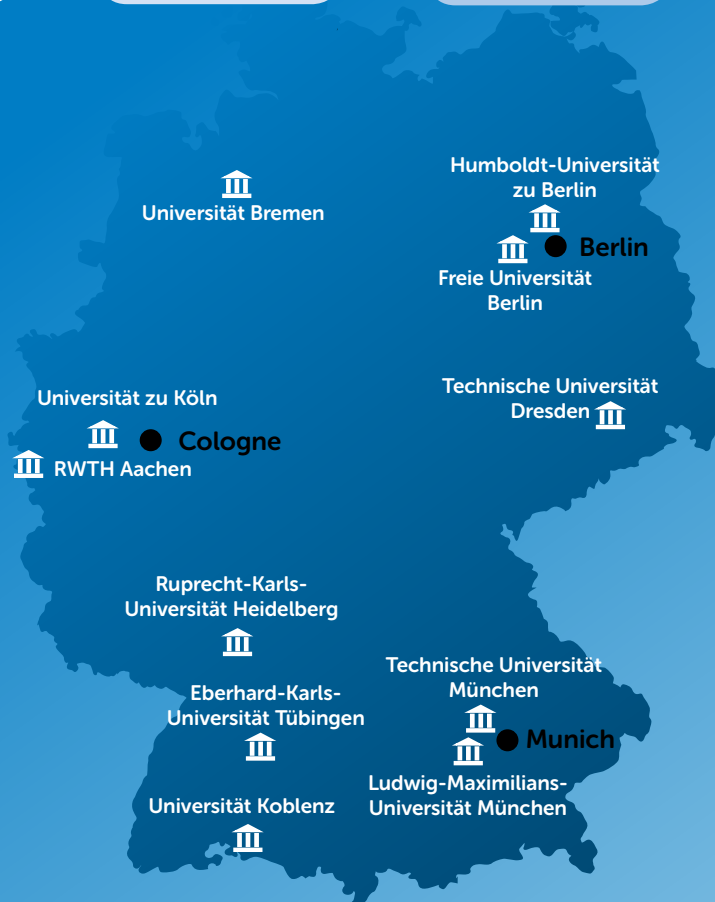 Humboldt-Universität
zu Berlin
Universität Bremen
Berlin
Freie Universität
Berlin
Technische Universität
Dresden
Universität zu Köln
Cologne
RWTH Aachen
Ruprecht-Karls-
Universität Heidelberg
Technische Universität
München
Eberhard-Karls-
Universität Tübingen
Munich
Ludwig-Maximilians-
Universität München
Universität Koblenz